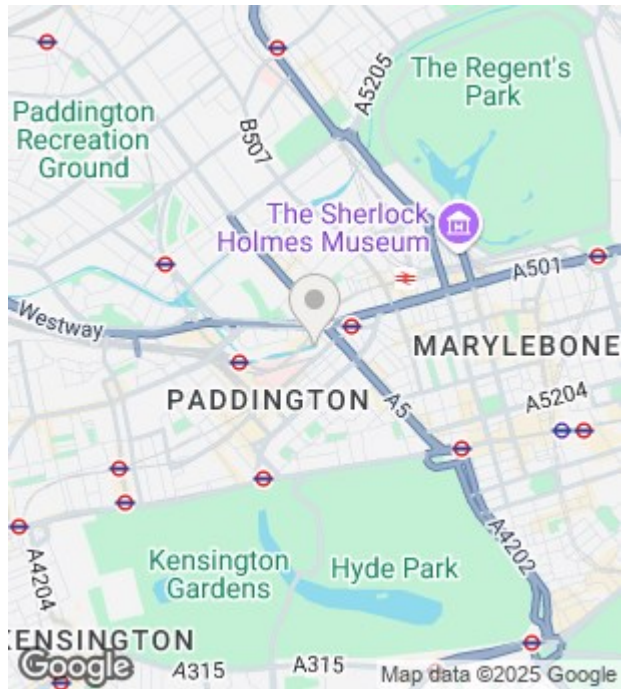 The Regent's
Park
A5205
Paddington
Recreation
Ground
B507
The Sherlock
Holmes Museum
A501
Westway
MARYLEBONE
PADDINGTON
A5
A5204
A4202
A4204
Kensington
Gardens
Hyde Park
KENSINGTON
A315
A315
Google
Map data ©2025 Google